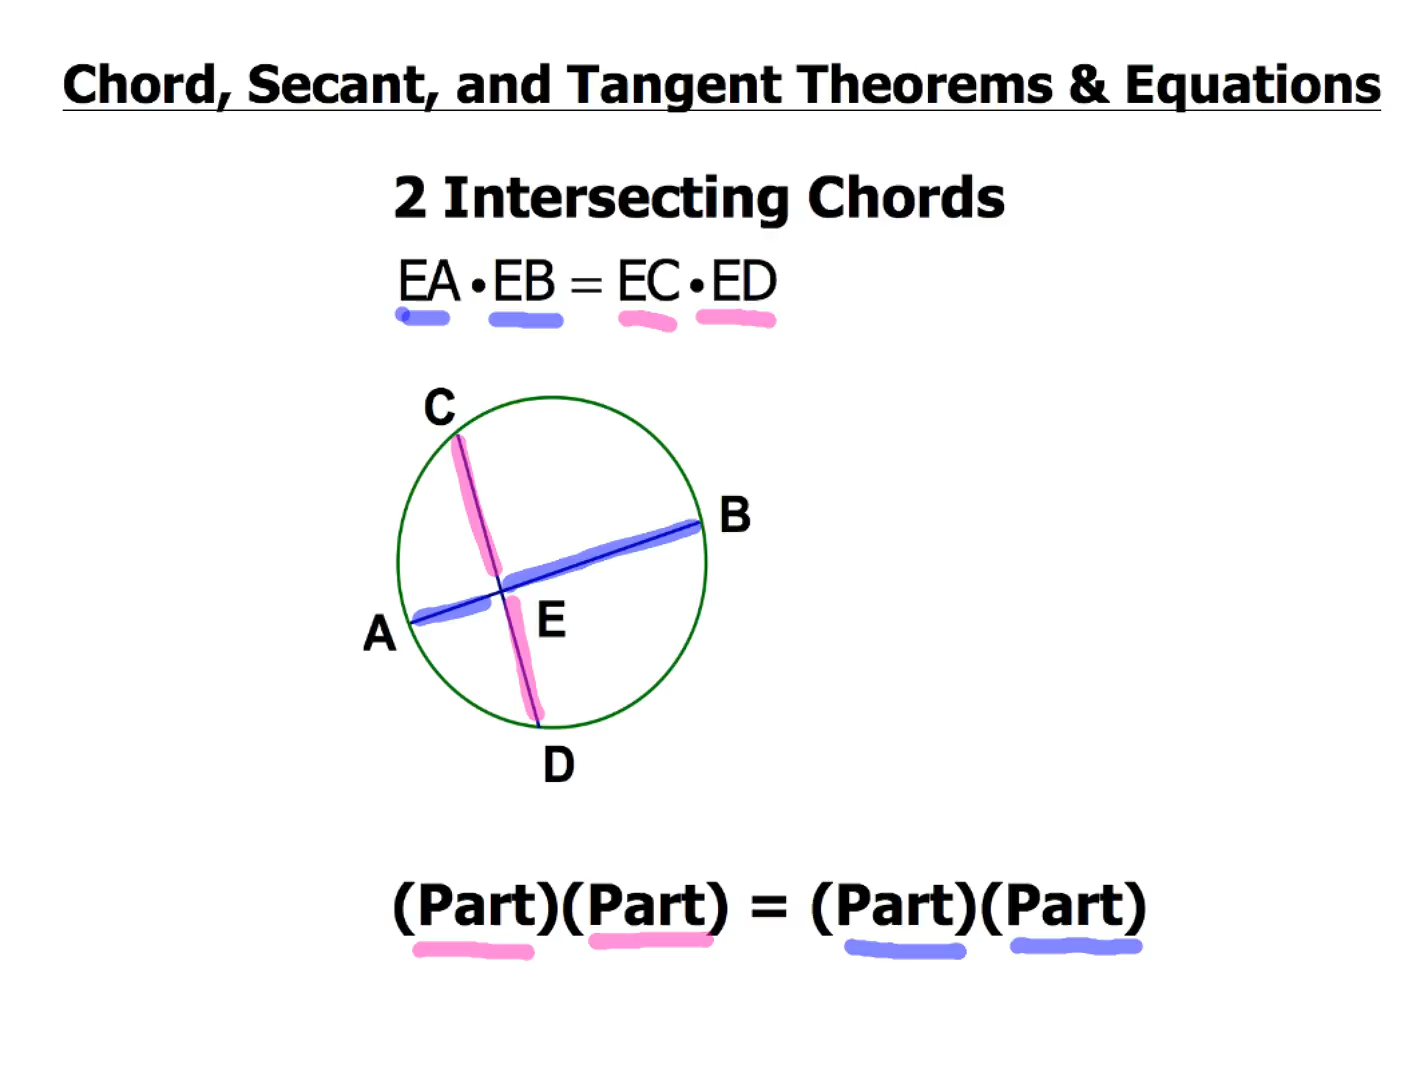 Chord, Secant, and Tangent Theorems & Equations
2 Intersecting Chords
EA • EB = EC • ED
C
B
E
A
D
(Part)(Part) = (Part)(Part)